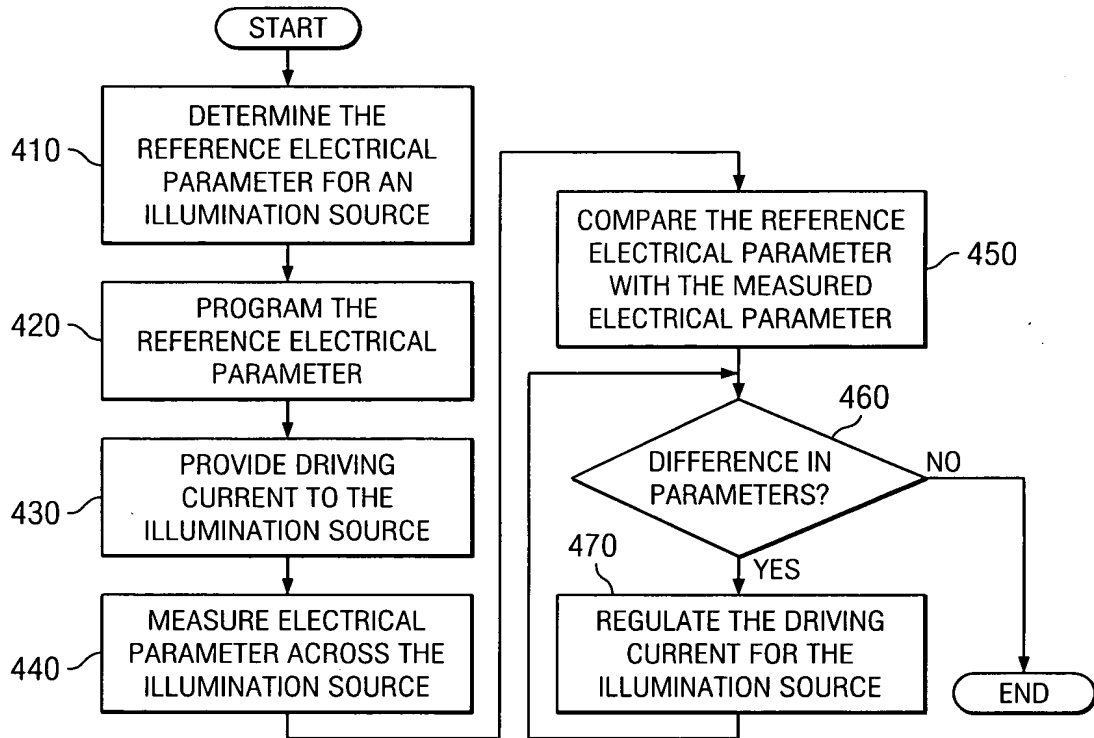 START
410
DETERMINE THE
REFERENCE ELECTRICAL
PARAMETER FOR AN
ILLUMINATION SOURCE
420
PROGRAM THE
REFERENCE ELECTRICAL
PARAMETER
430
PROVIDE DRIVING
CURRENT TO THE
ILLUMINATION SOURCE
440
MEASURE ELECTRICAL
PARAMETER ACROSS THE
ILLUMINATION SOURCE
COMPARE THE REFERENCE
ELECTRICAL PARAMETER
WITH THE MEASURED
ELECTRICAL PARAMETER
450
460
DIFFERENCE IN
PARAMETERS?
NO
YES
470
REGULATE THE DRIVING
CURRENT FOR THE
ILLUMINATION SOURCE
END